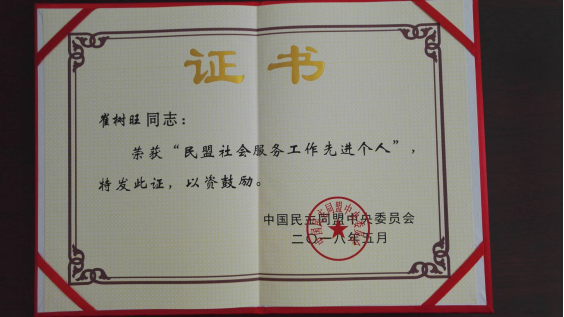 证书
崔树旺同志：
荣获“民盟社会服务工作先进个人”，
特发此证，以资鼓励。
中国民主同盟中央委员会
二〇一八年五月